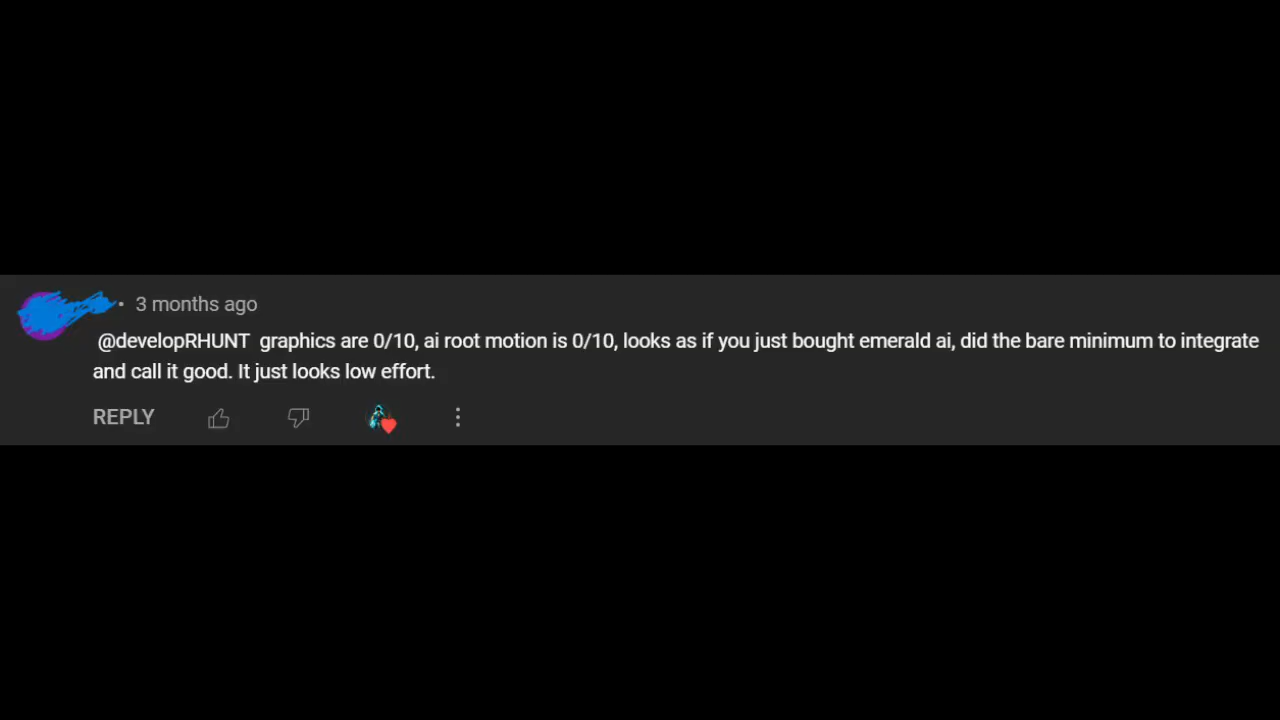 • 3 months ago
@developRHUNT graphics are 0/10, ai root motion is 0/10, looks as if you just bought emerald ai, did the bare minimum to integrate
and call it good. It just looks low effort.
REPLY